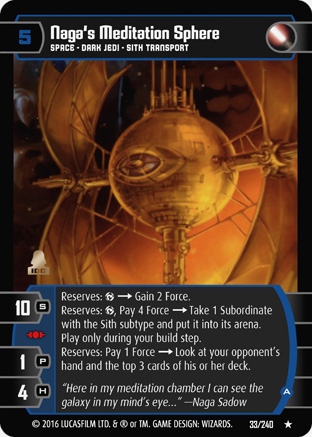 5
Naga's Meditation Sphere
SPACE · DARK JEDI · SITH TRANSPORT
10 S
1 P
4 H
Reserves: → Gain 2 Force.
Reserves: , Pay 4 Force → Take 1 Subordinate
with the Sith subtype and put it into its arena.
Play only during your build step.
Reserves: Pay 1 Force → Look at your opponent's
hand and the top 3 cards of his or her deck.
"Here in my meditation chamber I can see the
galaxy in my mind's eye..." —Naga Sadow
A
© 2016 LUCASFILM LTD. & ® or TM. GAME DESIGN: WIZARDS. 33/240 ★